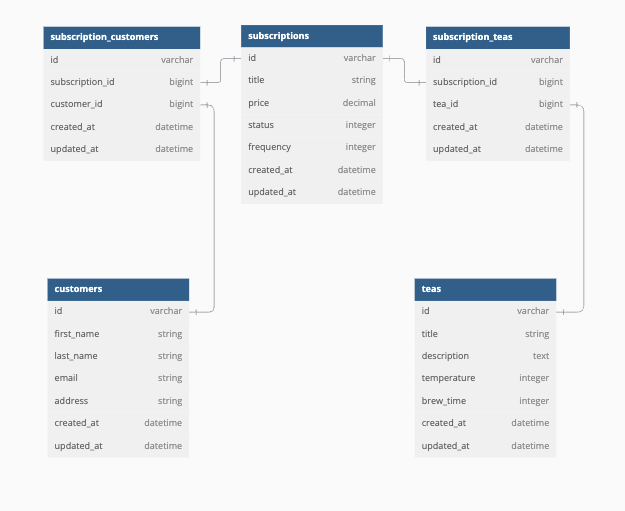 subscription_customers
id varchar
subscription_id bigint
customer_id bigint
created_at datetime
updated_at datetime
subscriptions
id varchar
title string
price decimal
status integer
frequency integer
created_at datetime
updated_at datetime
subscription_teas
id varchar
subscription_id bigint
tea_id bigint
created_at datetime
updated_at datetime
customers
id varchar
first_name string
last_name string
email string
address string
created_at datetime
updated_at datetime
teas
id varchar
title string
description text
temperature integer
brew_time integer
created_at datetime
updated_at datetime